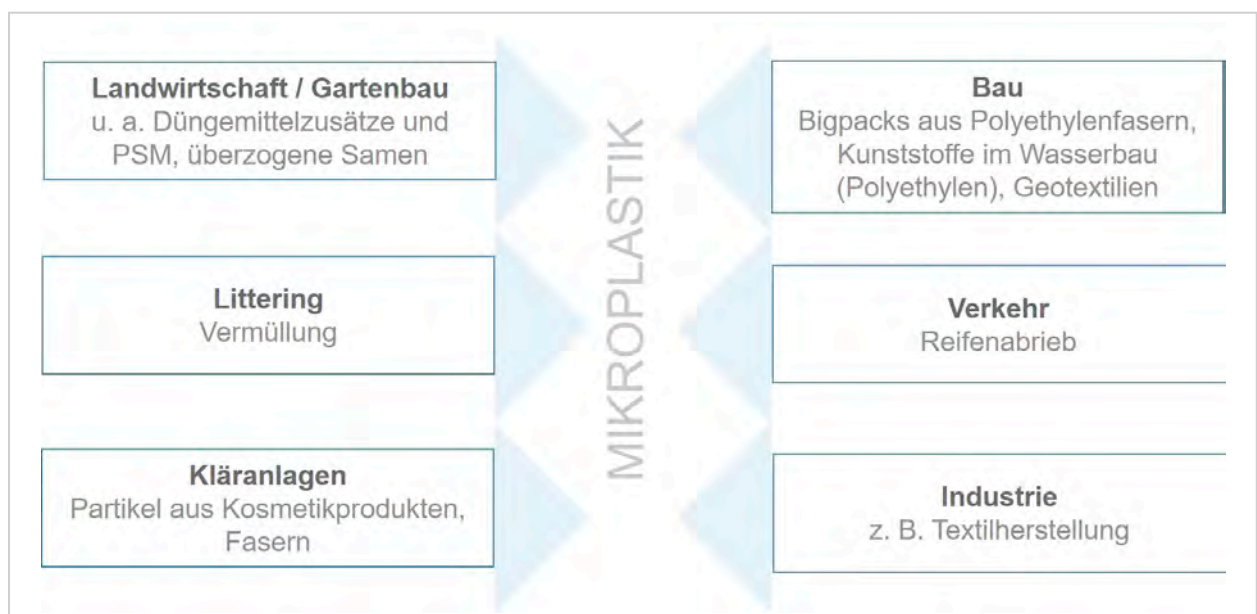 Landwirtschaft / Gartenbau
u. a. Düngemittelzusätze und
PSM, überzogene Samen
Littering
Vermüllung
Kläranlagen
Partikel aus Kosmetikprodukten,
Fasern
MIKROPLASTIK
Bau
Bigpacks aus Polyethylenfasern,
Kunststoffe im Wasserbau
(Polyethylen), Geotextilien
Verkehr
Reifenabrieb
Industrie
z. B. Textilherstellung